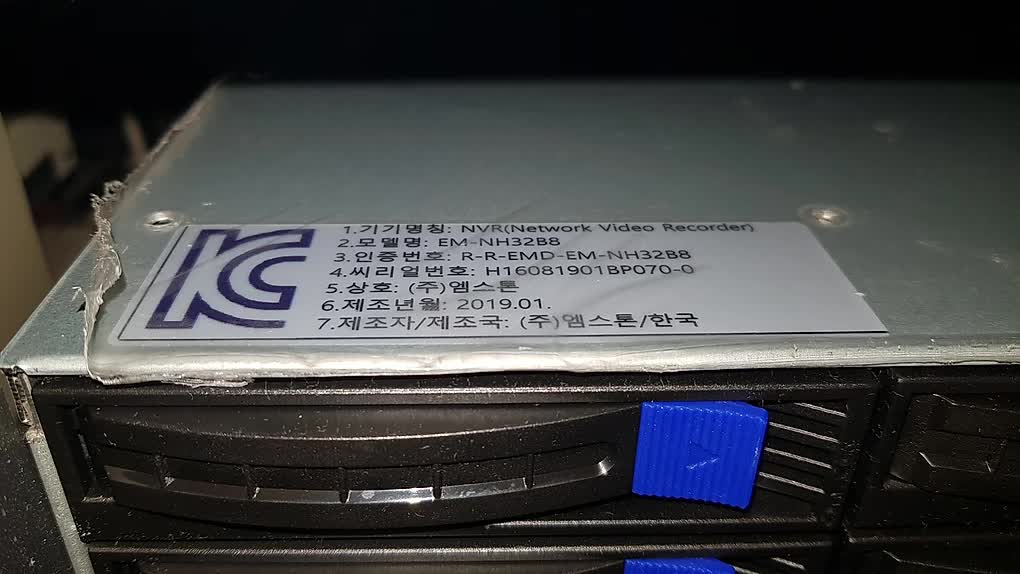 KC
1.기기명칭: NVR(Network Video Recorder)
2.모델명: EM-NH32B8
3.인증번호: R-R-EMD-EM-NH32B8
4.씨리얼번호: H16081901BP070-0
5.상호: (주)엠스톤
6.제조년월: 2019.01.
7.제조자/제조국: (주)엠스톤/한국